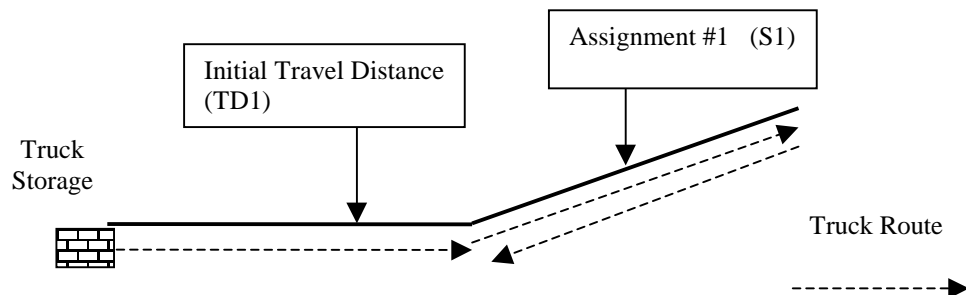 Assignment #1 (S1)
Initial Travel Distance
(TD1)
Truck
Storage
Truck Route